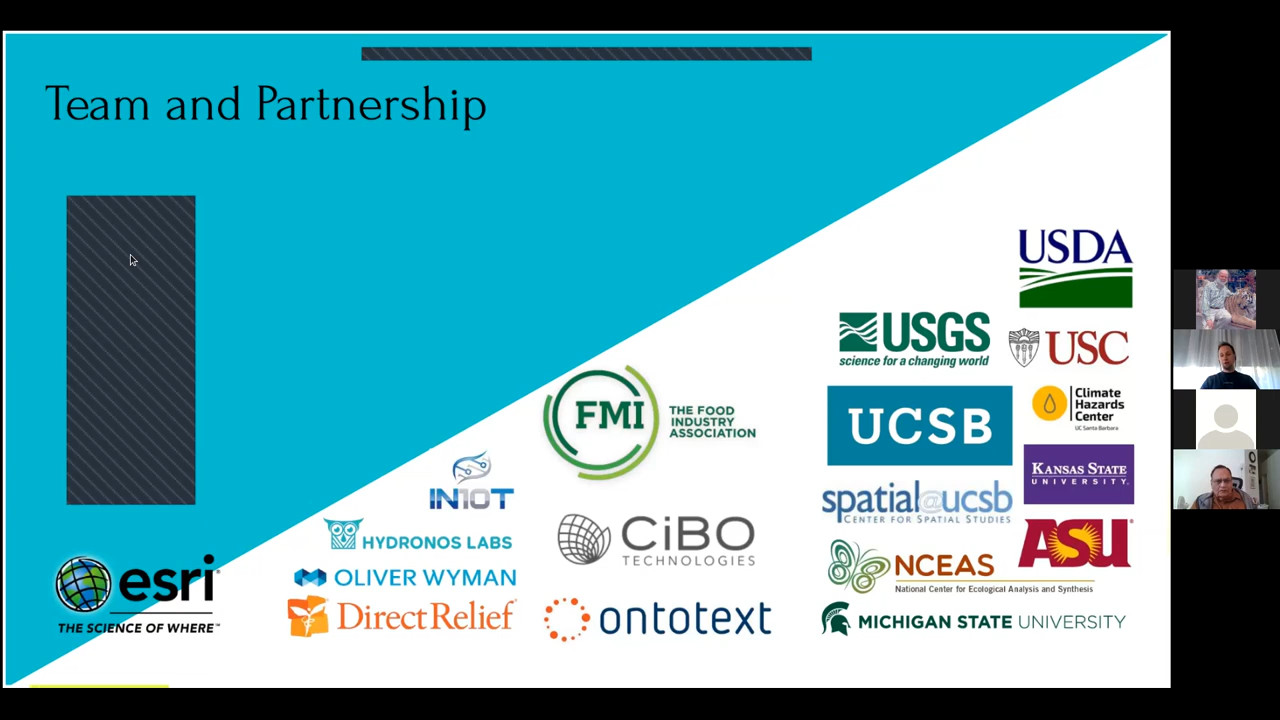 Team and Partnership
USDA
USGS
science for a changing world
USC
FMI
THE FOOD
INDUSTRY
ASSOCIATION
UCSB
Climate
Hazards
Center
UC Santa Barbara
IN10T
KANSAS STATE
UNIVERSITY
spatial@ucsb
CENTER FOR SPATIAL STUDIES
HYDRONOS LABS
CiBO
TECHNOLOGIES
ASU
NCEAS
National Center for Ecological Analysis and Synthesis
esri
THE SCIENCE OF WHERE™
OLIVER WYMAN
DirectRelief
ontotext
MICHIGAN STATE UNIVERSITY